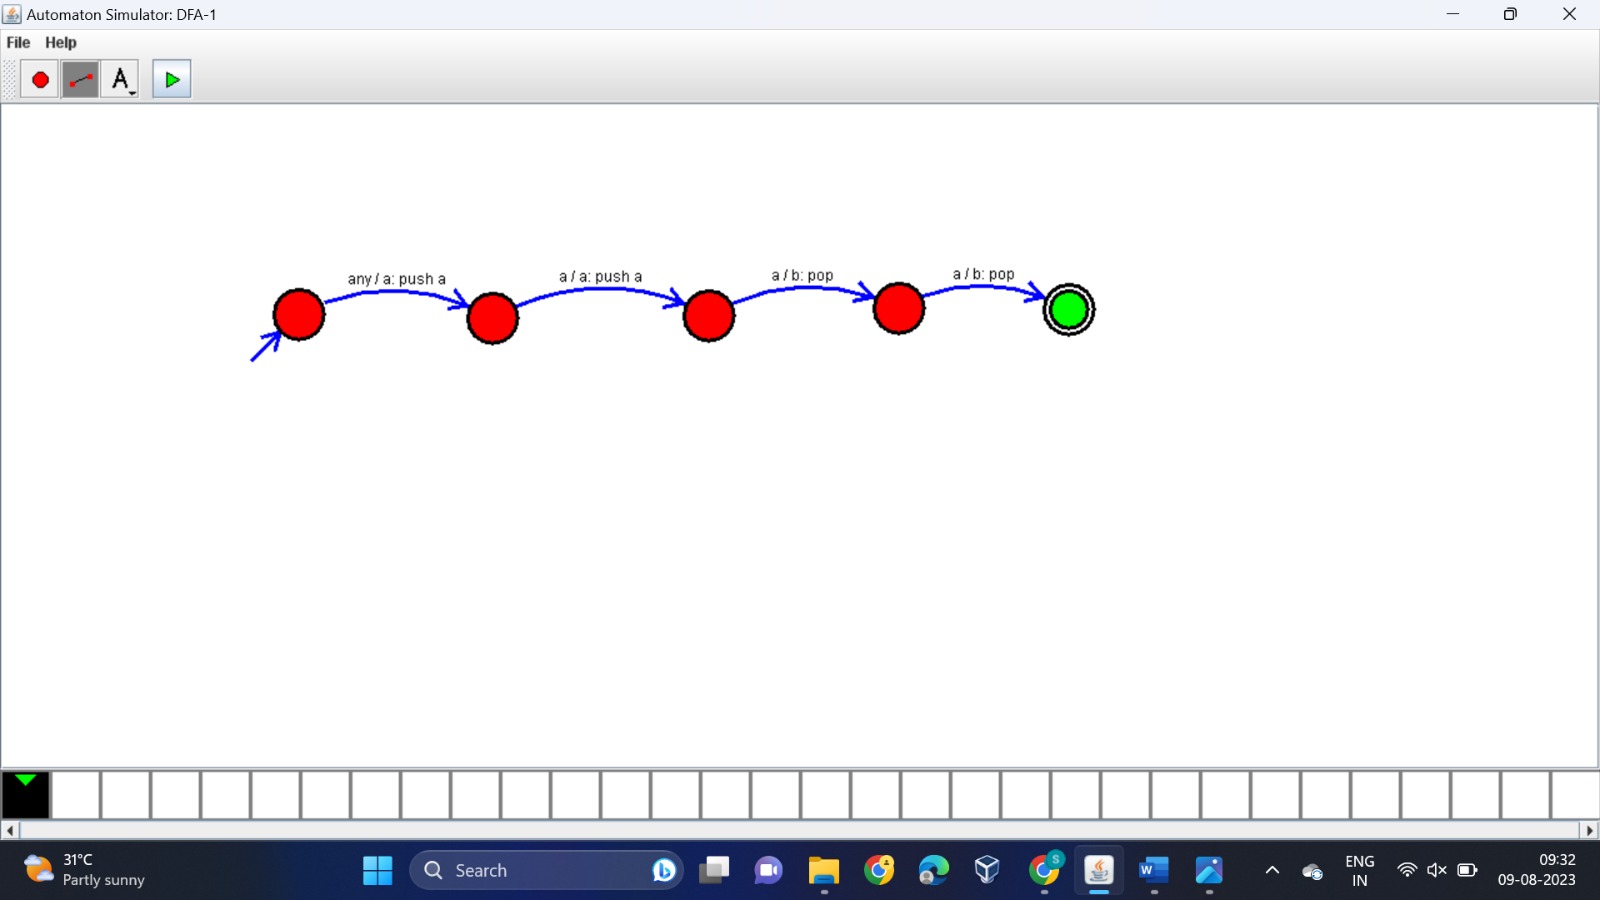 Automaton Simulator: DFA-1
File Help
A
any / a: push a
a / a: push a
a / b: pop
a / b: pop
31°C
Partly sunny
Search
S
W
ENG
IN
09:32
09-08-2023